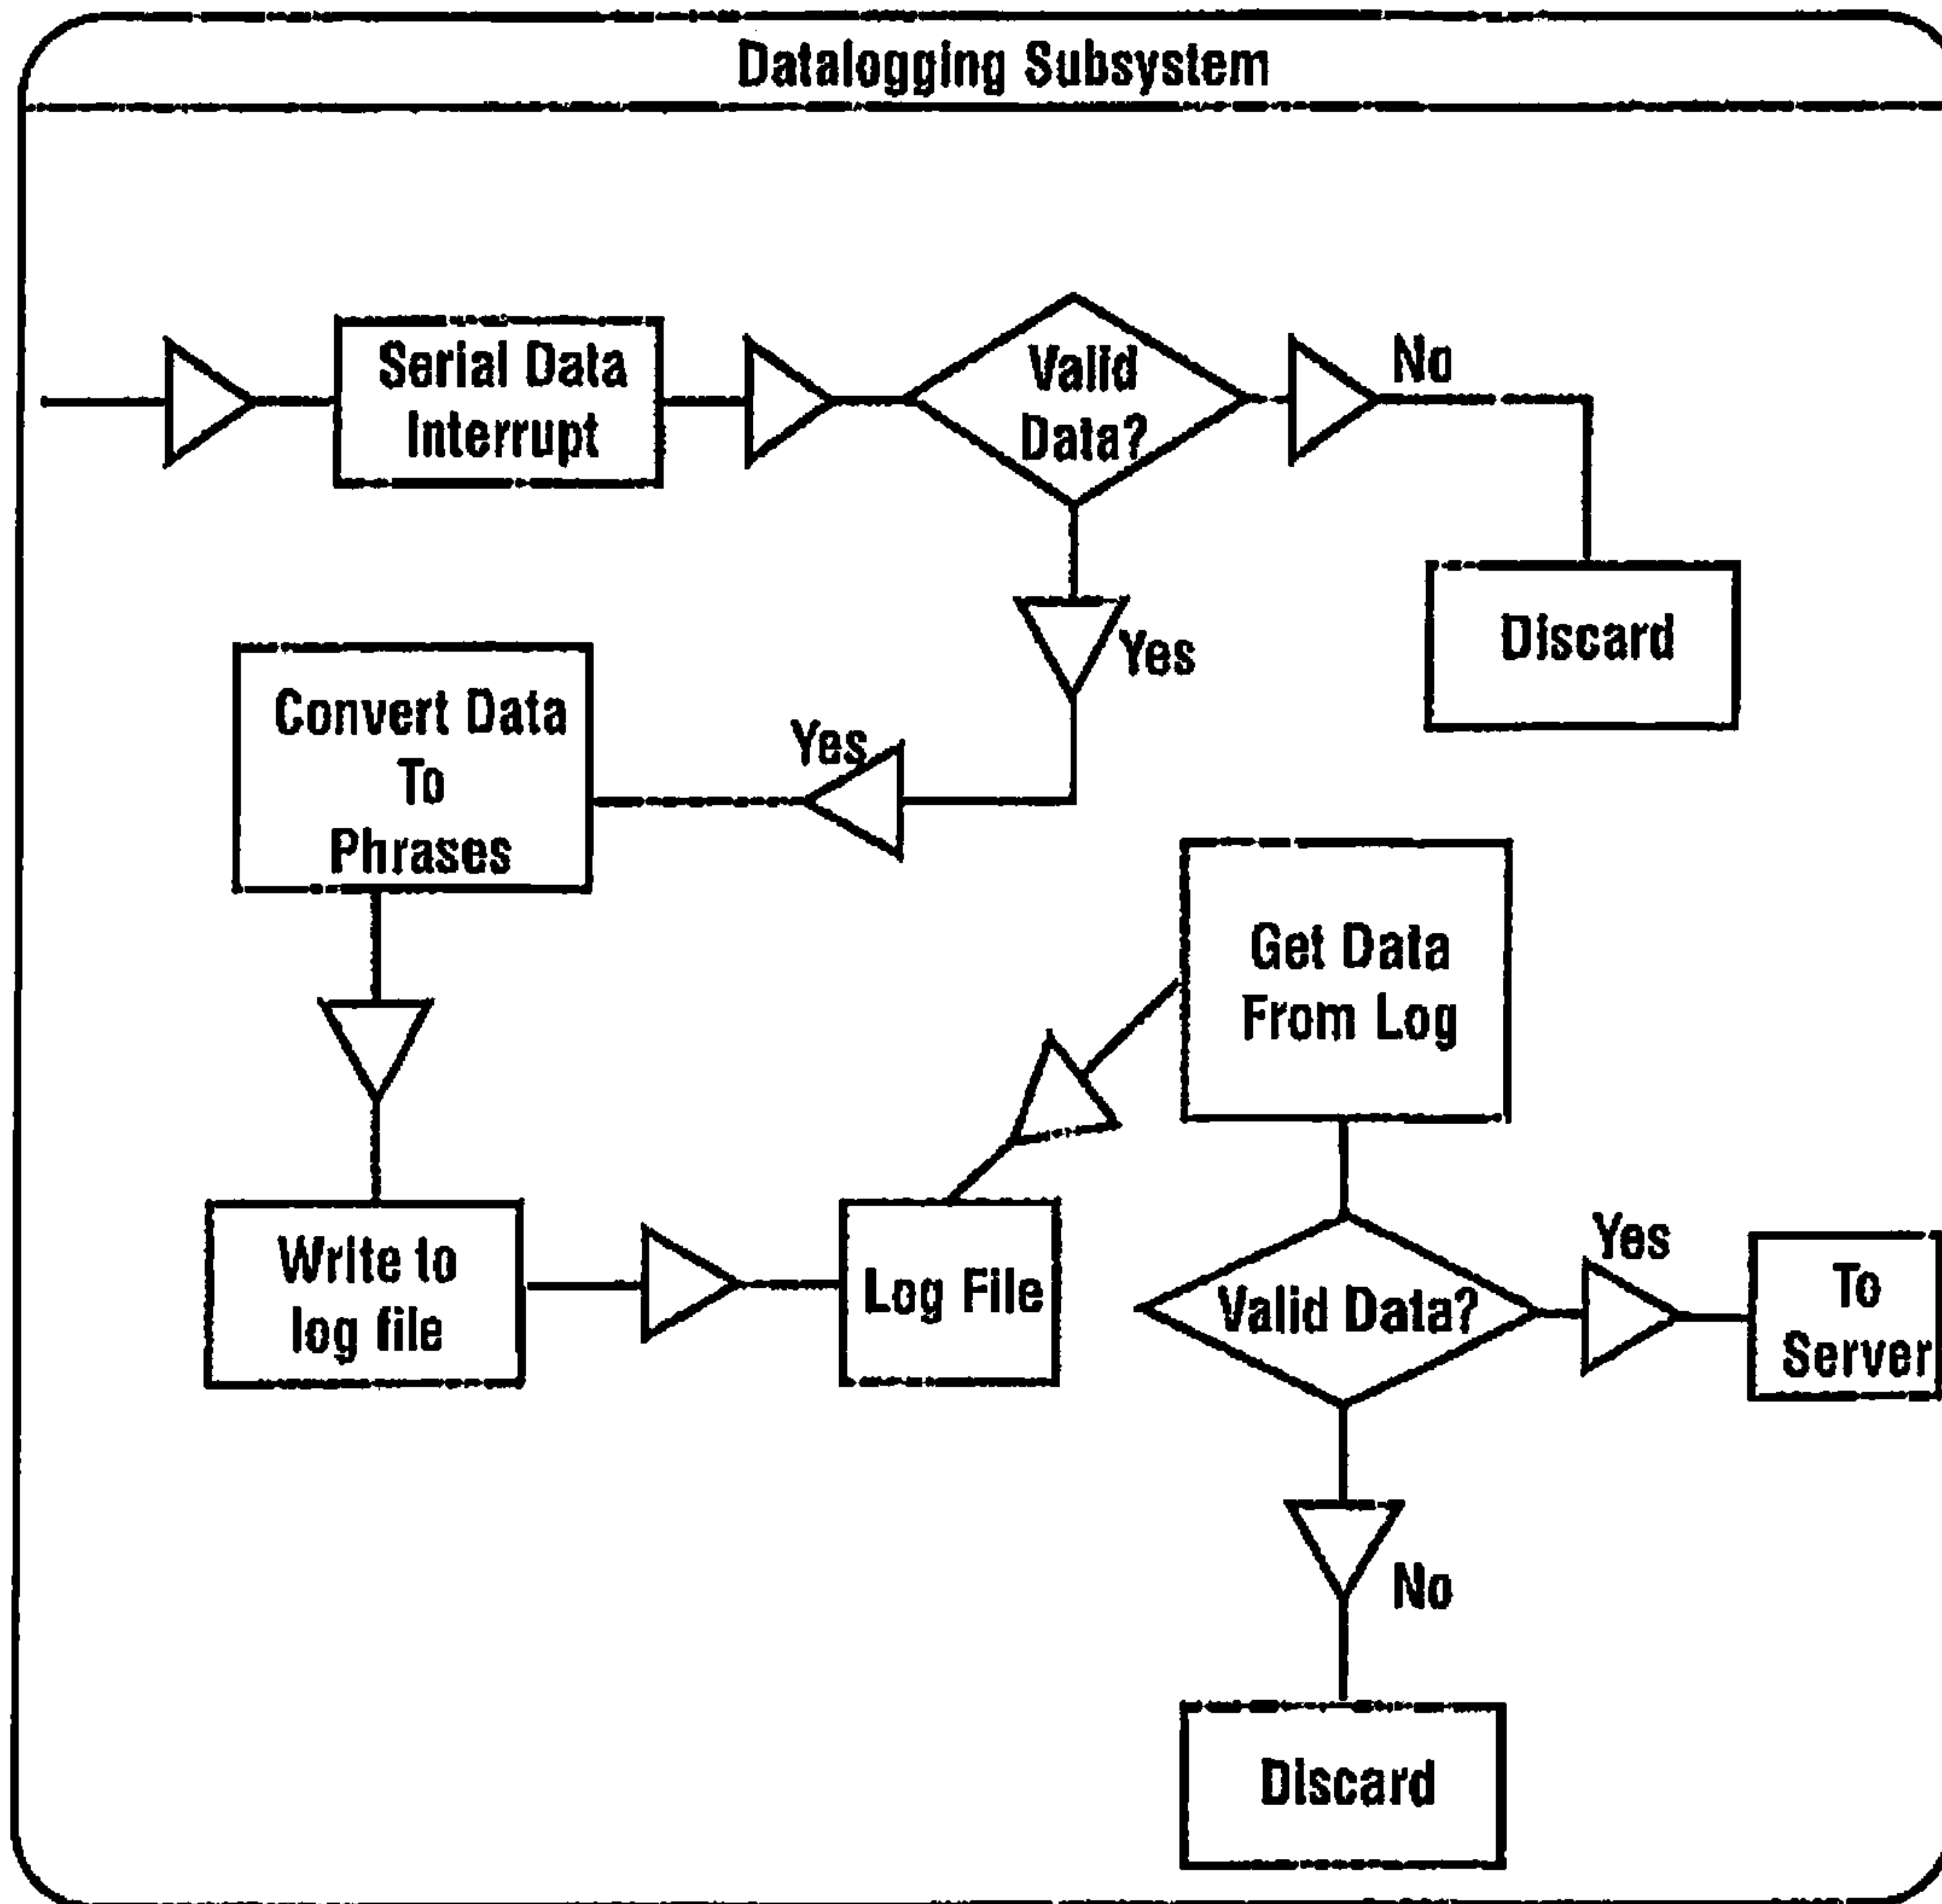 Datalogging Subsystem
Serial Data
Interrupt
Valid
Data?
No
Discard
Yes
Yes
Convert Data
To
Phrases
Get Data
From Log
Write to
log file
Log File
Valid Data?
Yes
To
Server
No
Discard